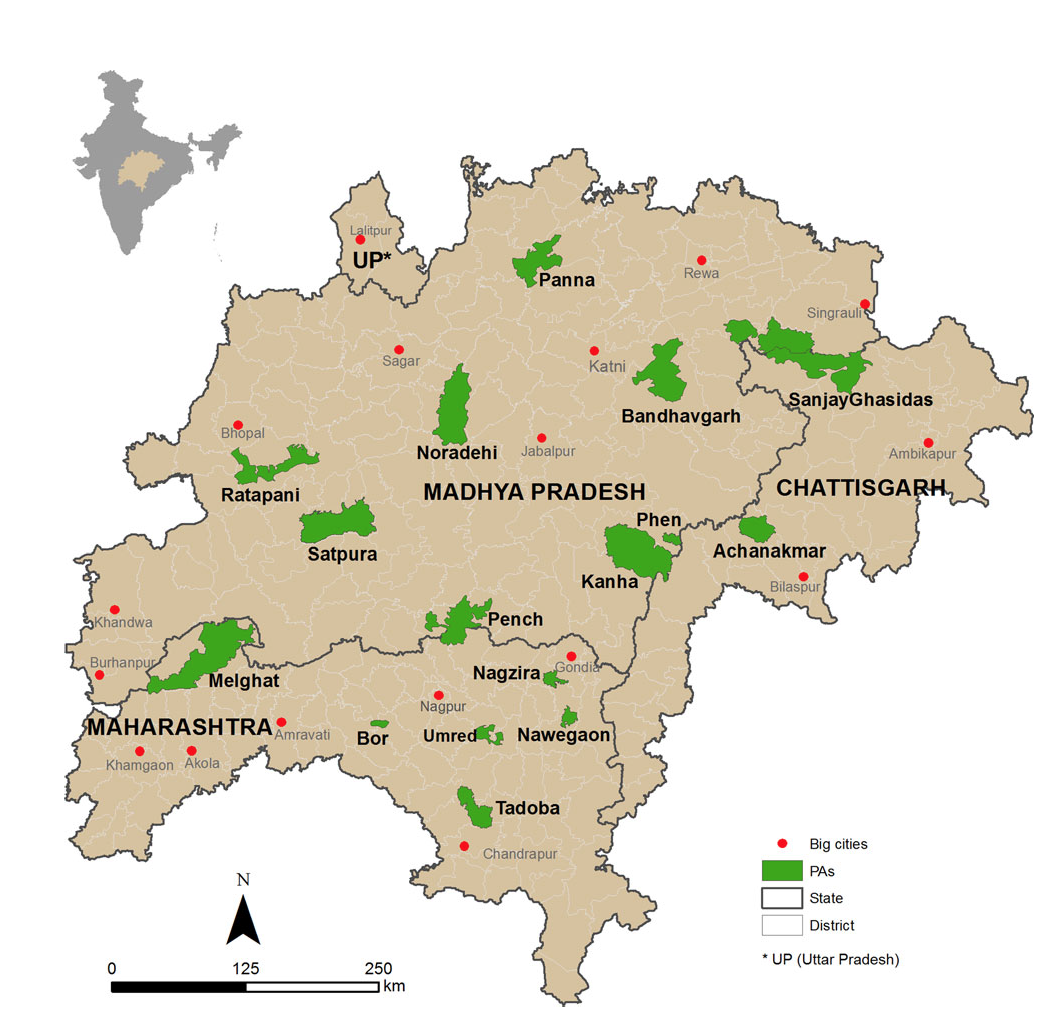 Lalitpur
UP*
Panna
Rewa
Singrauli
Sagar
Katni
SanjayGhasidas
Bandhavgarh
Bhopal
Noradehi
Jabalpur
Ambikapur
Ratapani
MADHYA PRADESH
CHATTISGARH
Phen
Satpura
Achanakmar
Kanha
Bilaspur
Khandwa
Pench
Burhanpur
Melghat
Nagzira
Gondia
Nagpur
MAHARASHTRA
Amravati
Bor
Umred
Nawegaon
Khamgaon
Akola
Tadoba
Chandrapur
Big cities
PAs
State
District
* UP (Uttar Pradesh)
N
0 125 250
km